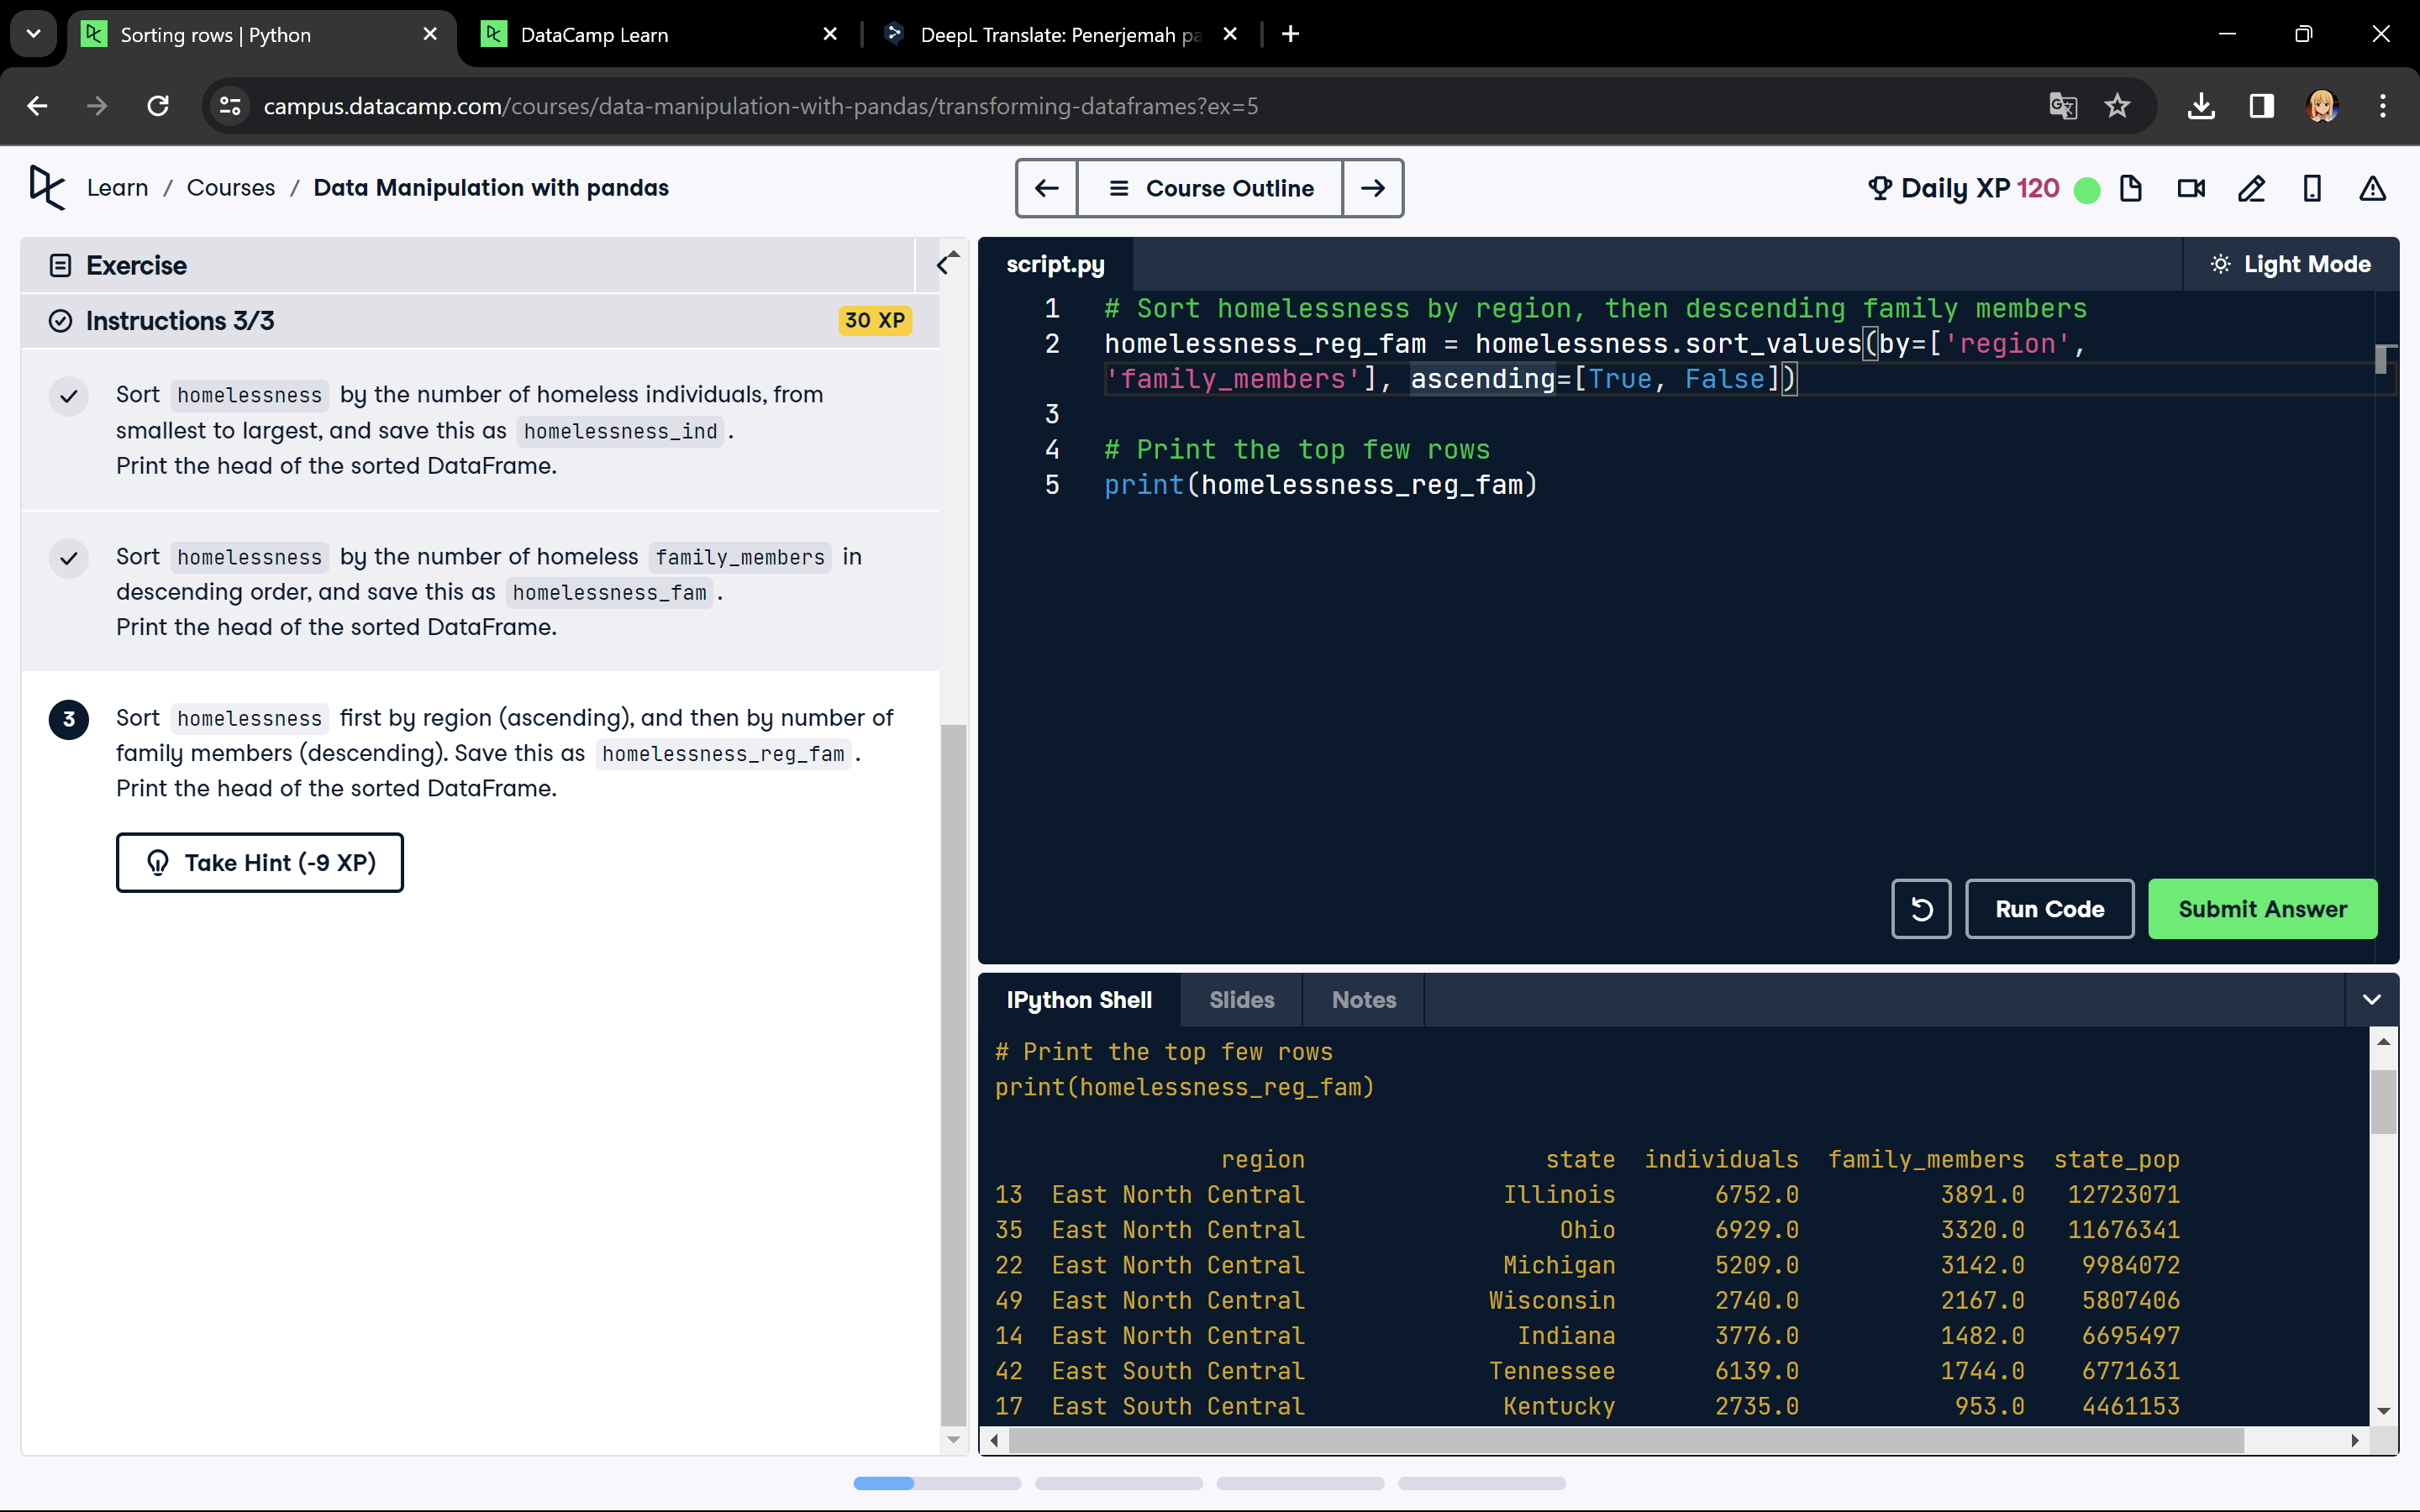 Sorting rows | Python
DataCamp Learn
DeepL Translate: Penerjemah pa
campus.datacamp.com/courses/data-manipulation-with-pandas/transforming-dataframes?ex=5
Learn / Courses / Data Manipulation with pandas
Course Outline
Daily XP 120
Exercise
Instructions 3/3
30 XP
Sort homelessness by the number of homeless individuals, from
smallest to largest, and save this as homelessness_ind .
Print the head of the sorted DataFrame.
Sort homelessness by the number of homeless family_members in
descending order, and save this as homelessness_fam .
Print the head of the sorted DataFrame.
3
Sort homelessness first by region (ascending), and then by number of
family members (descending). Save this as homelessness_reg_fam .
Print the head of the sorted DataFrame.
Take Hint (-9 XP)
script.py
Light Mode
1 # Sort homelessness by region, then descending family members
2 homelessness_reg_fam = homelessness.sort_values(by=['region',
'family_members'], ascending=[True, False])
3
4 # Print the top few rows
5 print(homelessness_reg_fam)
Run Code
Submit Answer
IPython Shell
Slides
Notes
# Print the top few rows
print(homelessness_reg_fam)
region state individuals family_members state_pop
13 East North Central Illinois 6752.0 3891.0 12723071
35 East North Central Ohio 6929.0 3320.0 11676341
22 East North Central Michigan 5209.0 3142.0 9984072
49 East North Central Wisconsin 2740.0 2167.0 5807406
14 East North Central Indiana 3776.0 1482.0 6695497
42 East South Central Tennessee 6139.0 1744.0 6771631
17 East South Central Kentucky 2735.0 953.0 4461153